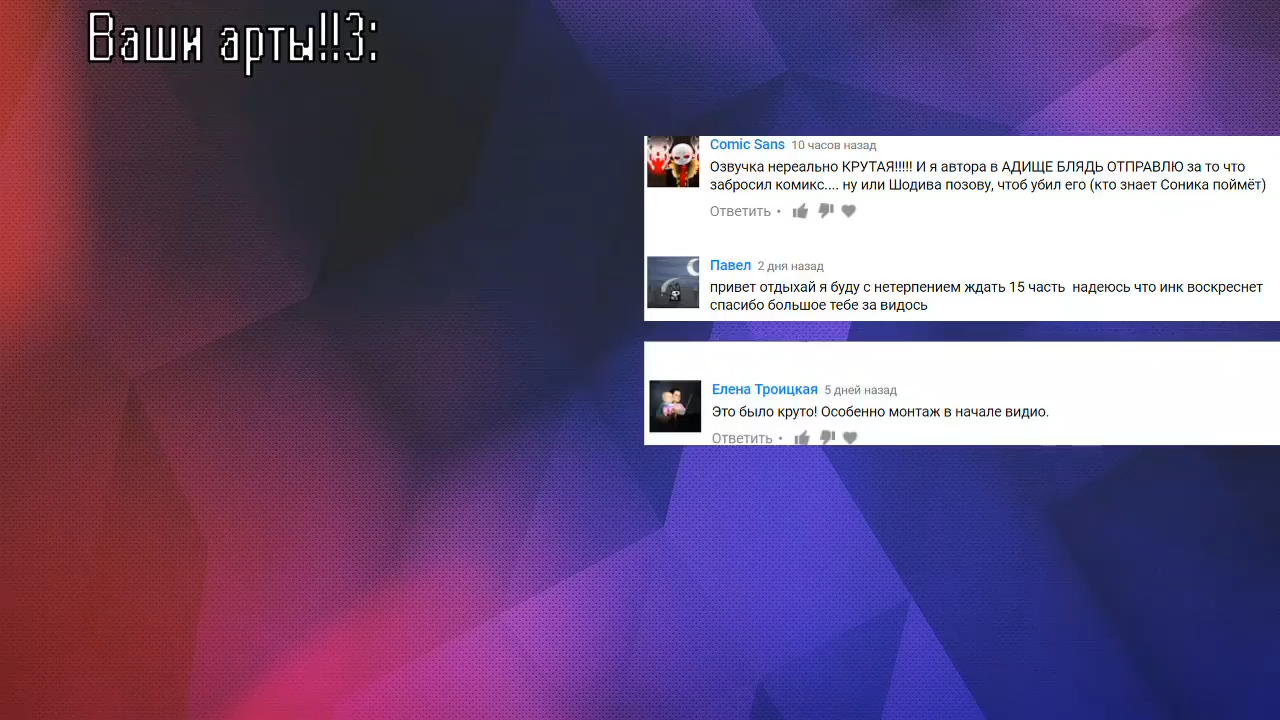 Ваши арты!!3:
Comic Sans 10 часов назад
Озвучка нереально КРУТАЯ!!!!! И я автора в АДИЩЕ БЛЯДЬ ОТПРАВЛЮ за то что
забросил комикс.... ну или Шодива позову, чтоб убил его (кто знает Соника поймёт)
Ответить •
Павел 2 дня назад
привет отдыхай я буду с нетерпением ждать 15 часть надеюсь что инк воскреснет
спасибо большое тебе за видось
Елена Троицкая 5 дней назад
Это было круто! Особенно монтаж в начале видио.
Ответить •